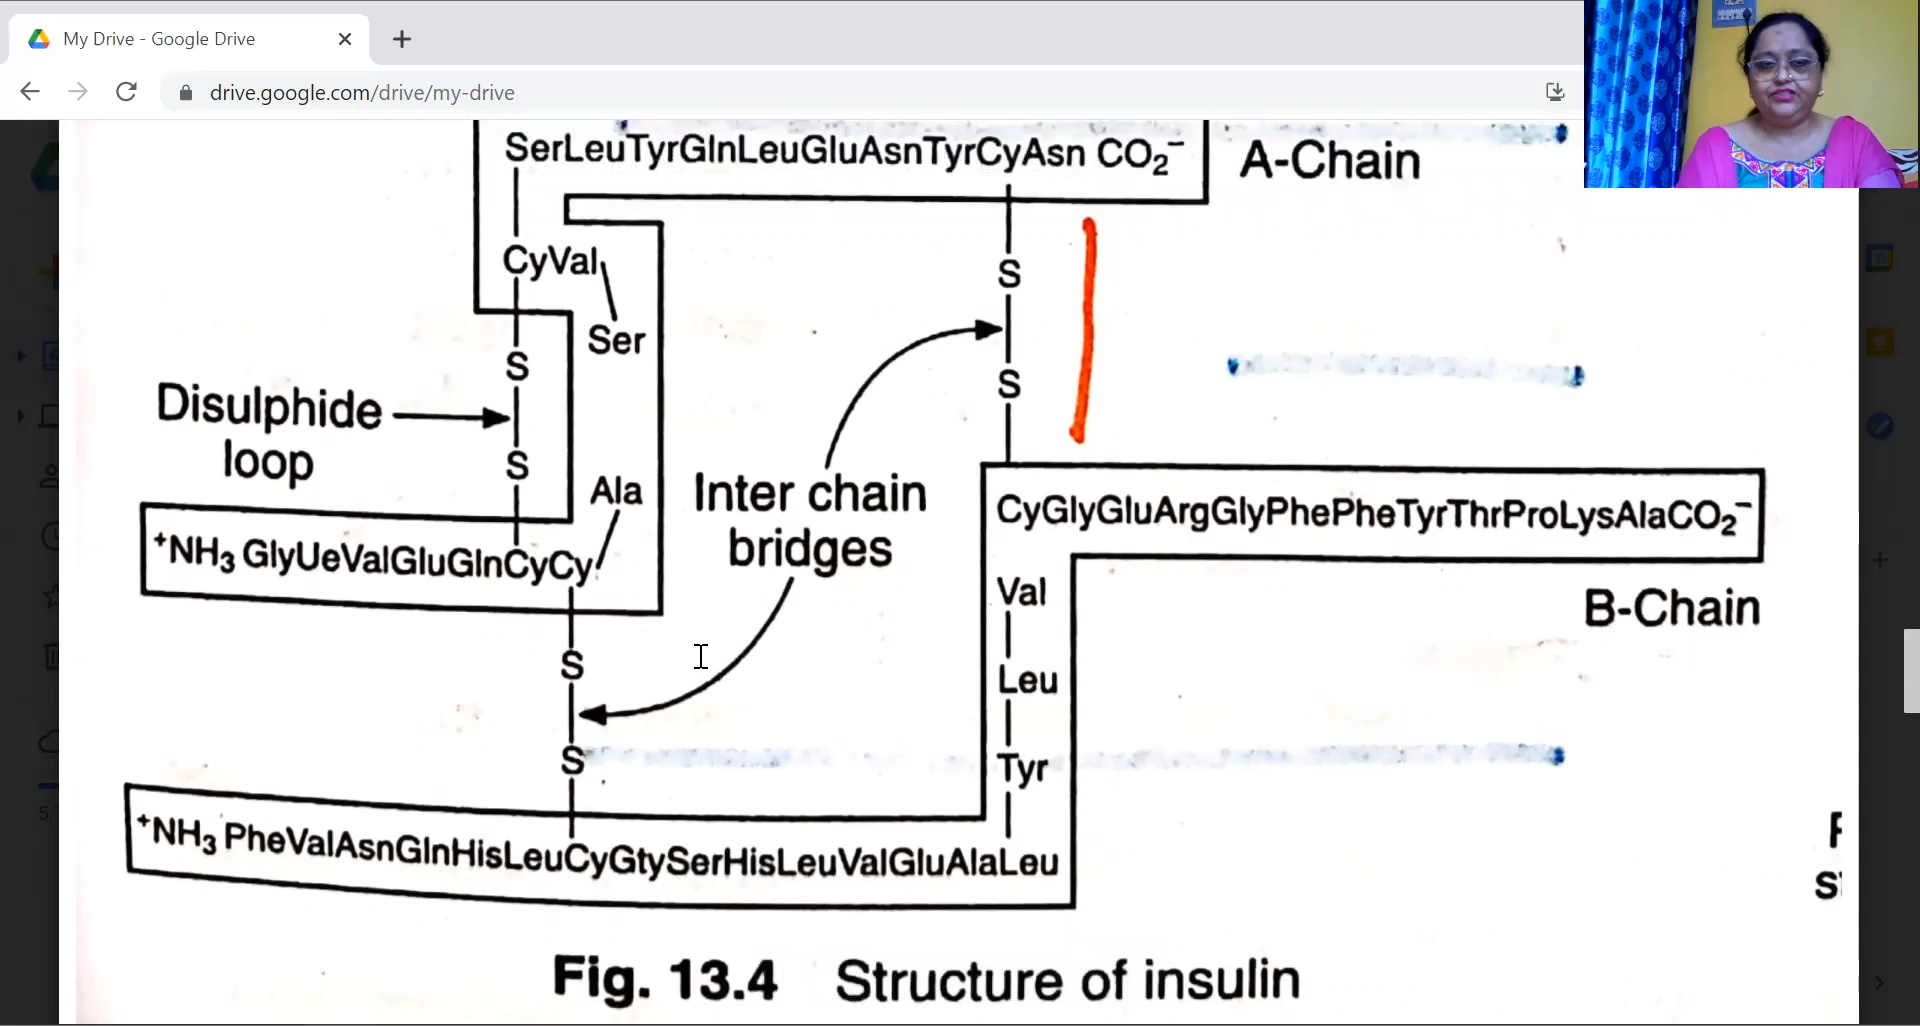 My Drive - Google Drive
drive.google.com/drive/my-drive
SerLeuTyrGlnLeuGluAsnTyrCyAsn CO₂⁻
A-Chain
CyVal
Ser
S
S
S
S
Disulphide
loop
Ala
Inter chain
bridges
⁺NH₃ GlyUeValGluGlnCyCy
CyGlyGluArgGlyPhePheTyrThrProLysAlaCO₂⁻
B-Chain
Val
Leu
Tyr
S
S
⁺NH₃ PheValAsnGlnHisLeuCyGtySerHisLeuValGluAlaLeu
Fig. 13.4 Structure of insulin